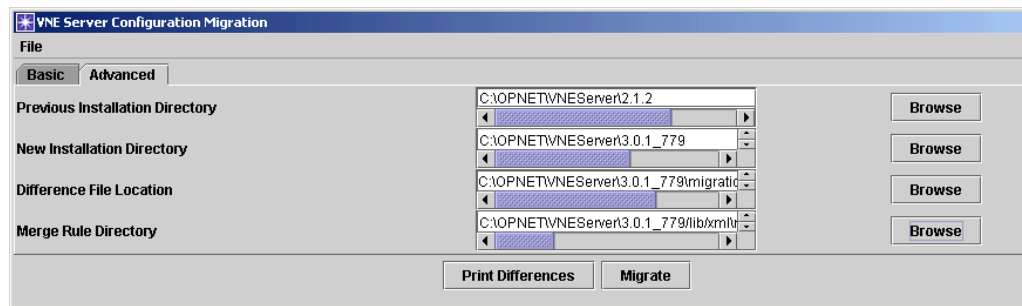 VNE Server Configuration Migration
File
Basic Advanced
Previous Installation Directory C:\OPNET\VNEServer\2.1.2 Browse
New Installation Directory C:\OPNET\VNEServer\3.0.1_779 Browse
Difference File Location C:\OPNET\VNEServer\3.0.1_779\migratic Browse
Merge Rule Directory C:\OPNET\VNEServer\3.0.1_779/lib/xml\ Browse
Print Differences Migrate